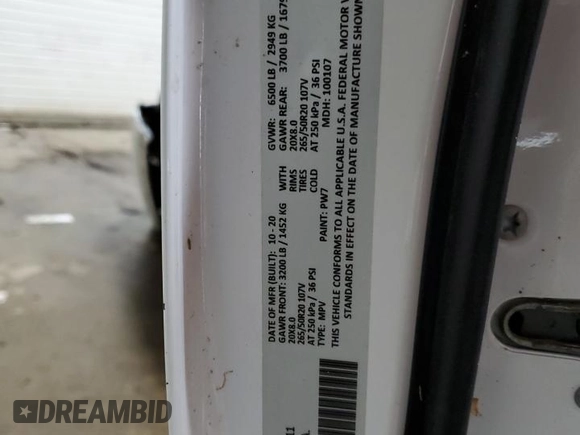 DATE OF MFR (BUILT): 10 - 20 GVWR: 6500 LB / 2949 KG
GAWR FRONT: 3200 LB / 1452 KG WITH GAWR REAR: 3700 LB /
20X8.0 RIMS 20X8.0
265/50R20 107V TIRES 265/50R20 107V
AT 250 kPa / 36 PSI COLD AT 250 kPa / 36 PSI
TYPE: MPV PAINT: PW7 MDH: 100107
THIS VEHICLE CONFORMS TO ALL APPLICABLE U.S.A. FEDERAL MOTOR
STANDARDS IN EFFECT ON THE DATE OF MANUFACTURE SHOWN
DREAMBID